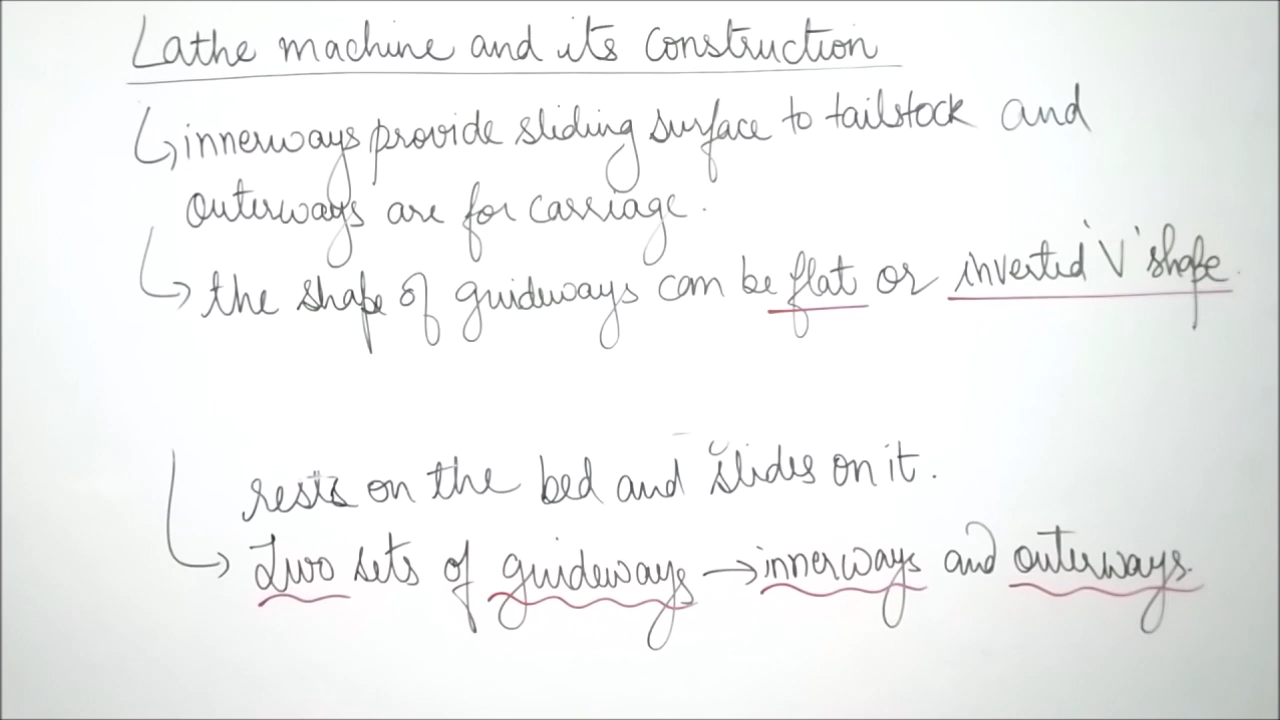 Lathe machine and its construction
innerways provide sliding surface to tailstock and
outerways are for carriage.
the shape of guideways can be flat or inverted 'V' shape.
rests on the bed and slides on it.
Two sets of guideways → innerways and outerways.